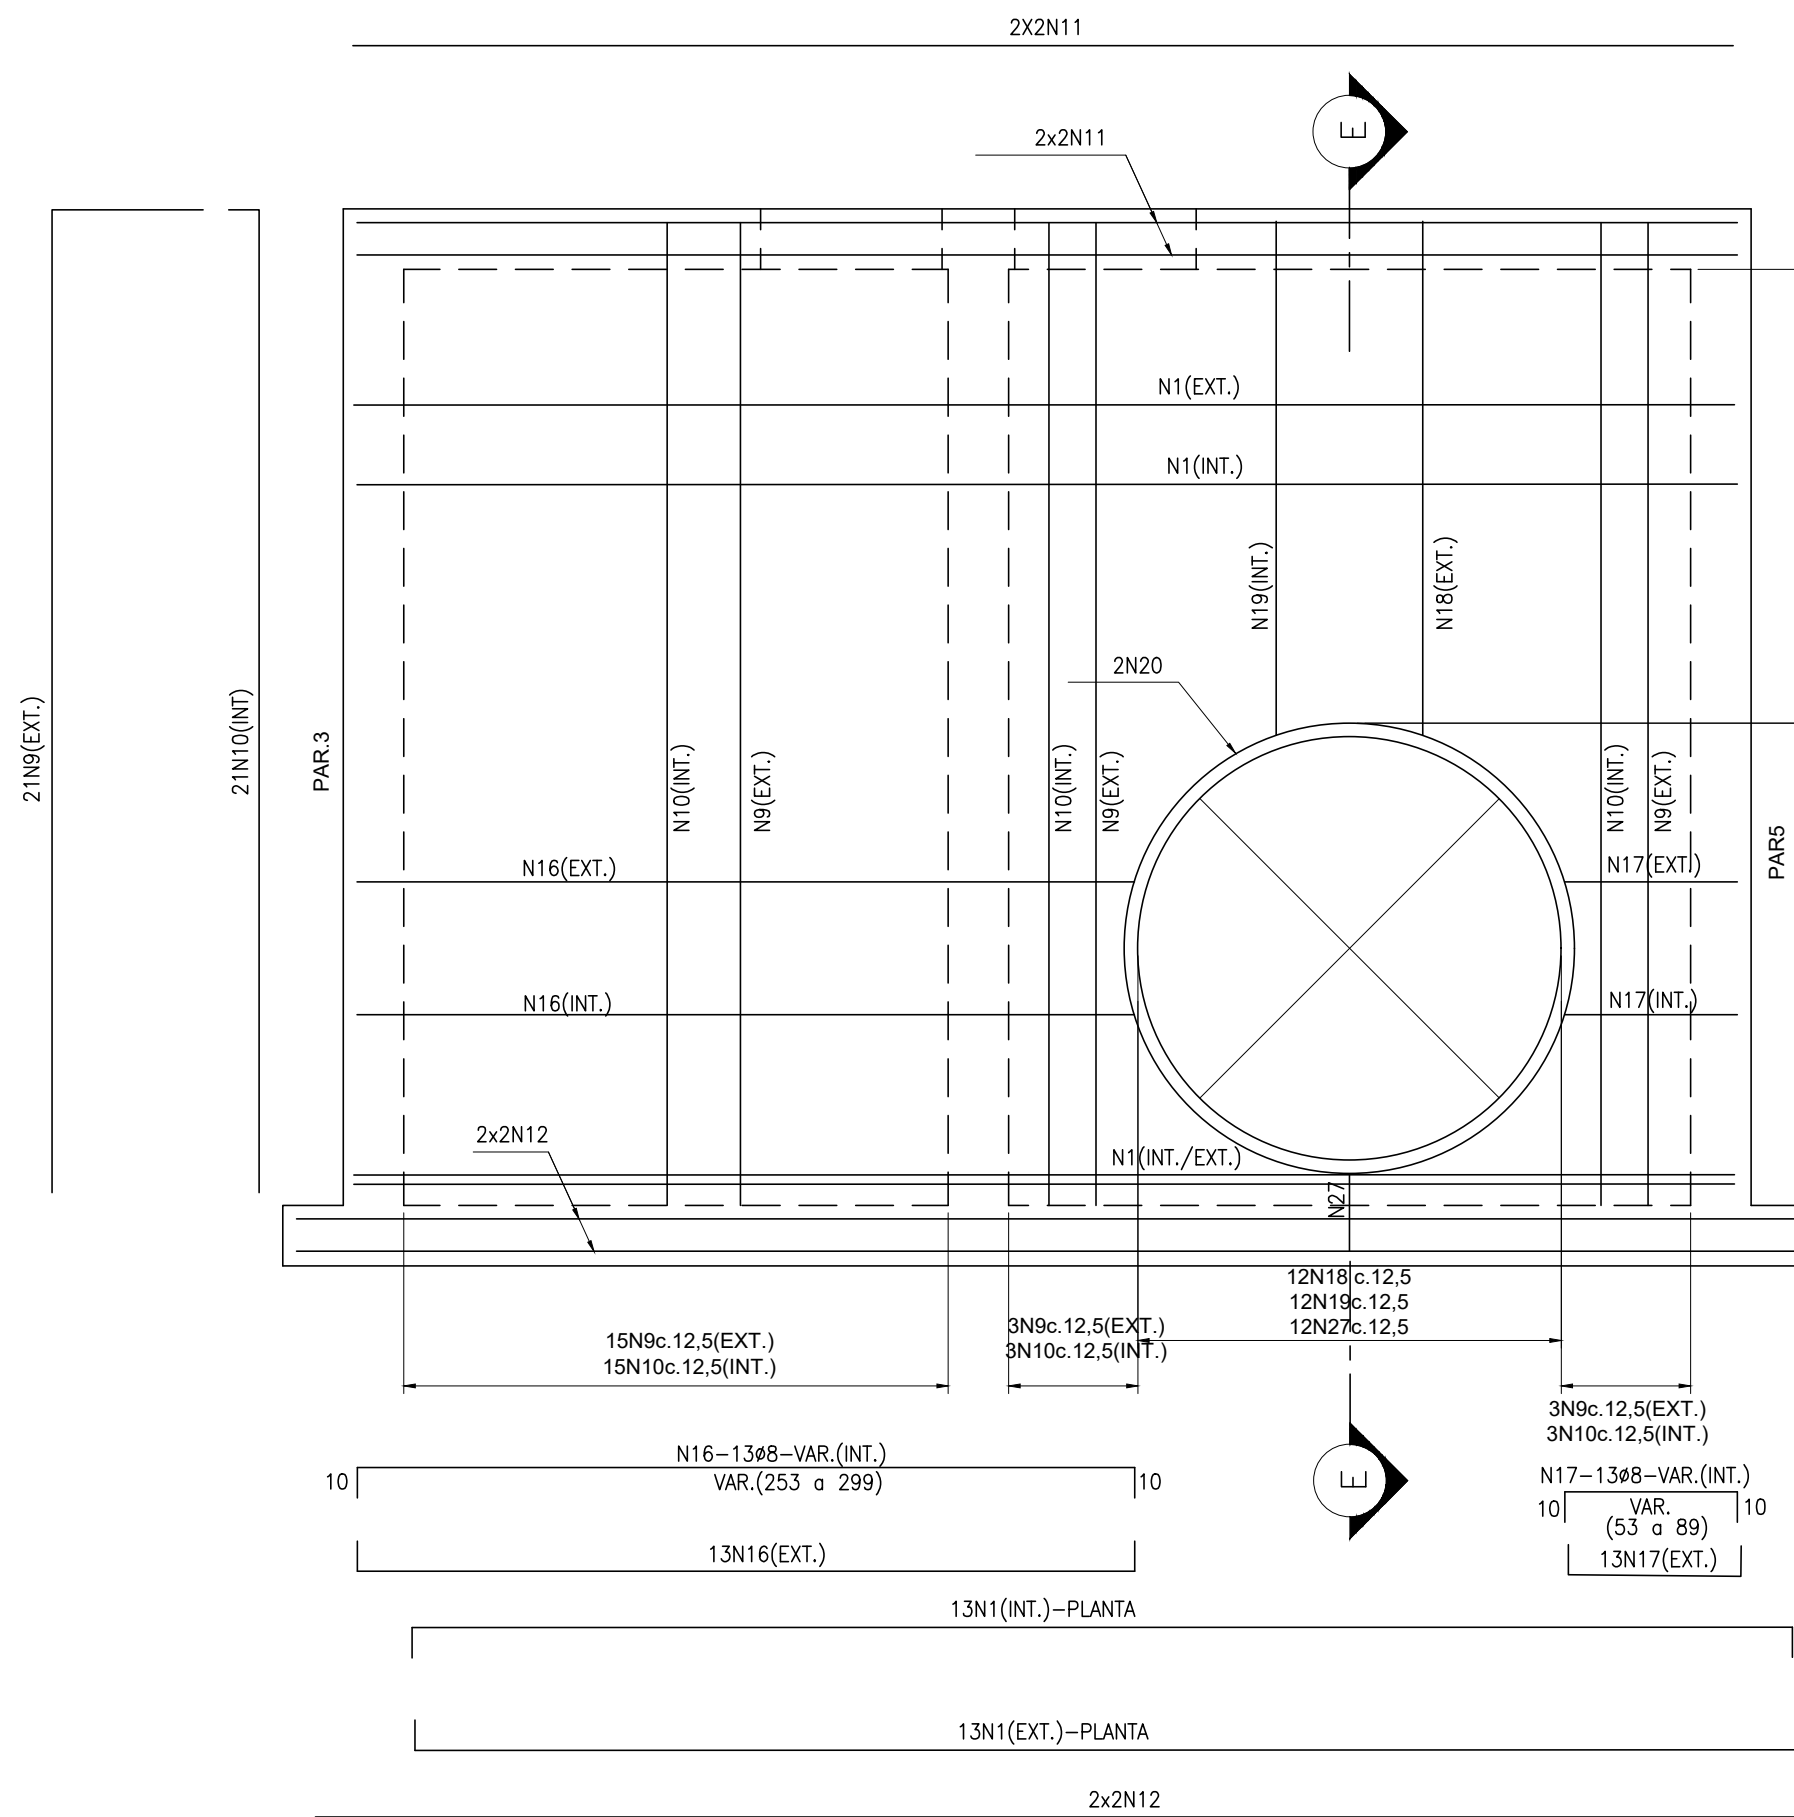 2X2N11
E
2x2N11
N1(EXT.)
N1(INT.)
N19(INT.)
N18(EXT.)
2N20
21N9(EXT.)
21N10(INT)
PAR.3
N10(INT.)
N9(EXT.)
N10(INT.)
N9(EXT.)
N10(INT.)
N9(EXT.)
PAR5
N16(EXT.)
N17(EXT.)
N16(INT.)
N17(INT.)
2x2N12
N1(INT./EXT.)
N27
12N18 c.12,5
12N19c.12,5
12N27c.12,5
15N9c.12,5(EXT.)
15N10c.12,5(INT.)
3N9c.12,5(EXT.)
3N10c.12,5(INT.)
3N9c.12,5(EXT.)
3N10c.12,5(INT.)
N16-13ø8-VAR.(INT.)
10 VAR.(253 a 299) 10
E
N17-13ø8-VAR.(INT.)
10 VAR. 10
(53 a 89)
13N16(EXT.)
13N17(EXT.)
13N1(INT.)-PLANTA
13N1(EXT.)-PLANTA
2x2N12